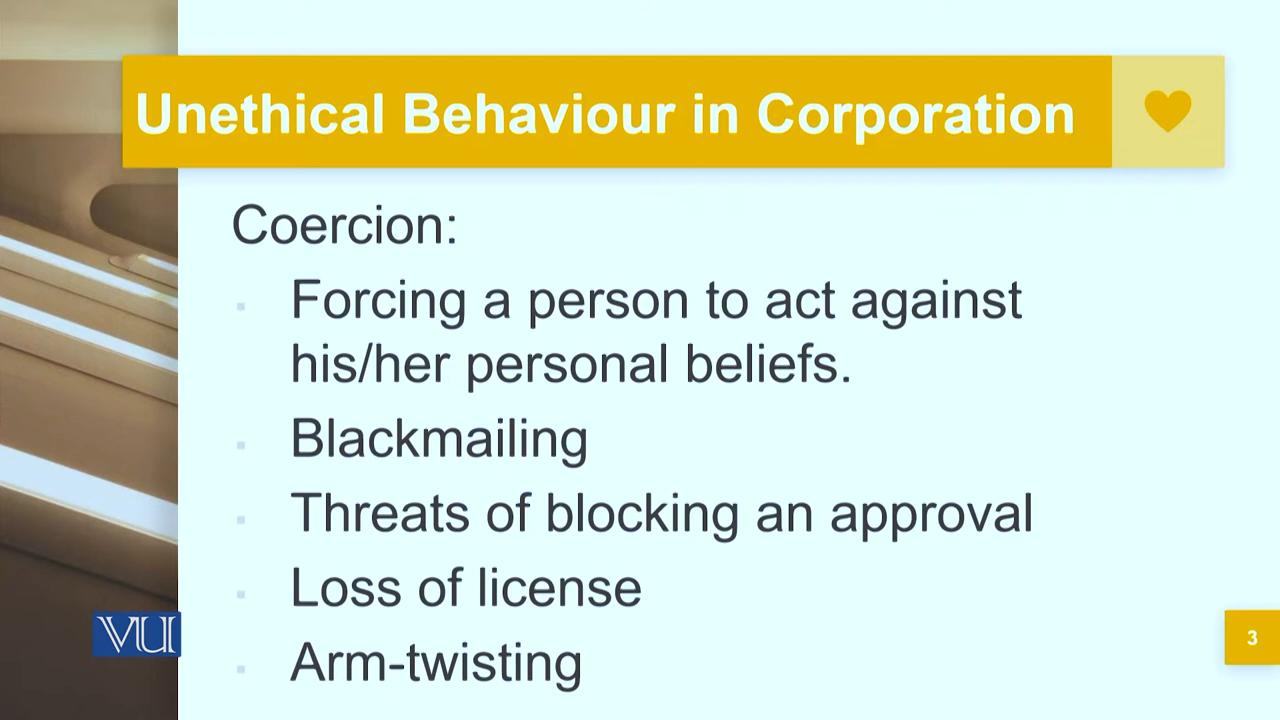 Unethical Behaviour in Corporation
Coercion:
Forcing a person to act against
his/her personal beliefs.
Blackmailing
Threats of blocking an approval
Loss of license
VU
3
Arm-twisting